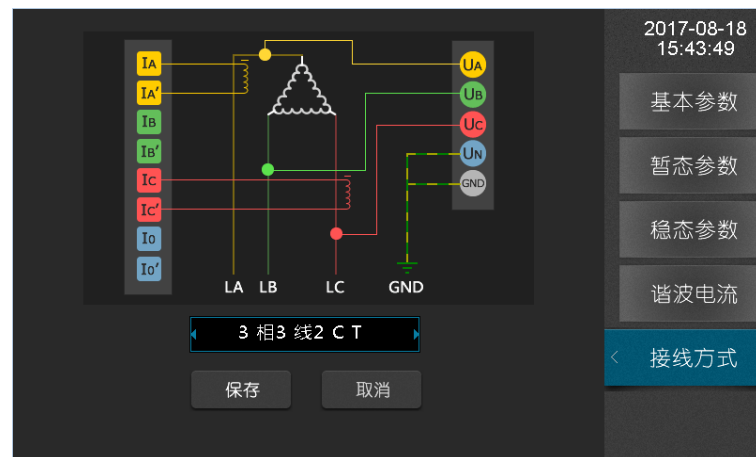 2017-08-18
15:43:49
IA
IA′
IB
IB′
IC
IC′
I0
I0′
UA
UB
UC
UN
GND
LA LB LC GND
3 相3 线2 C T
保存 取消
基本参数
暂态参数
稳态参数
谐波电流
接线方式